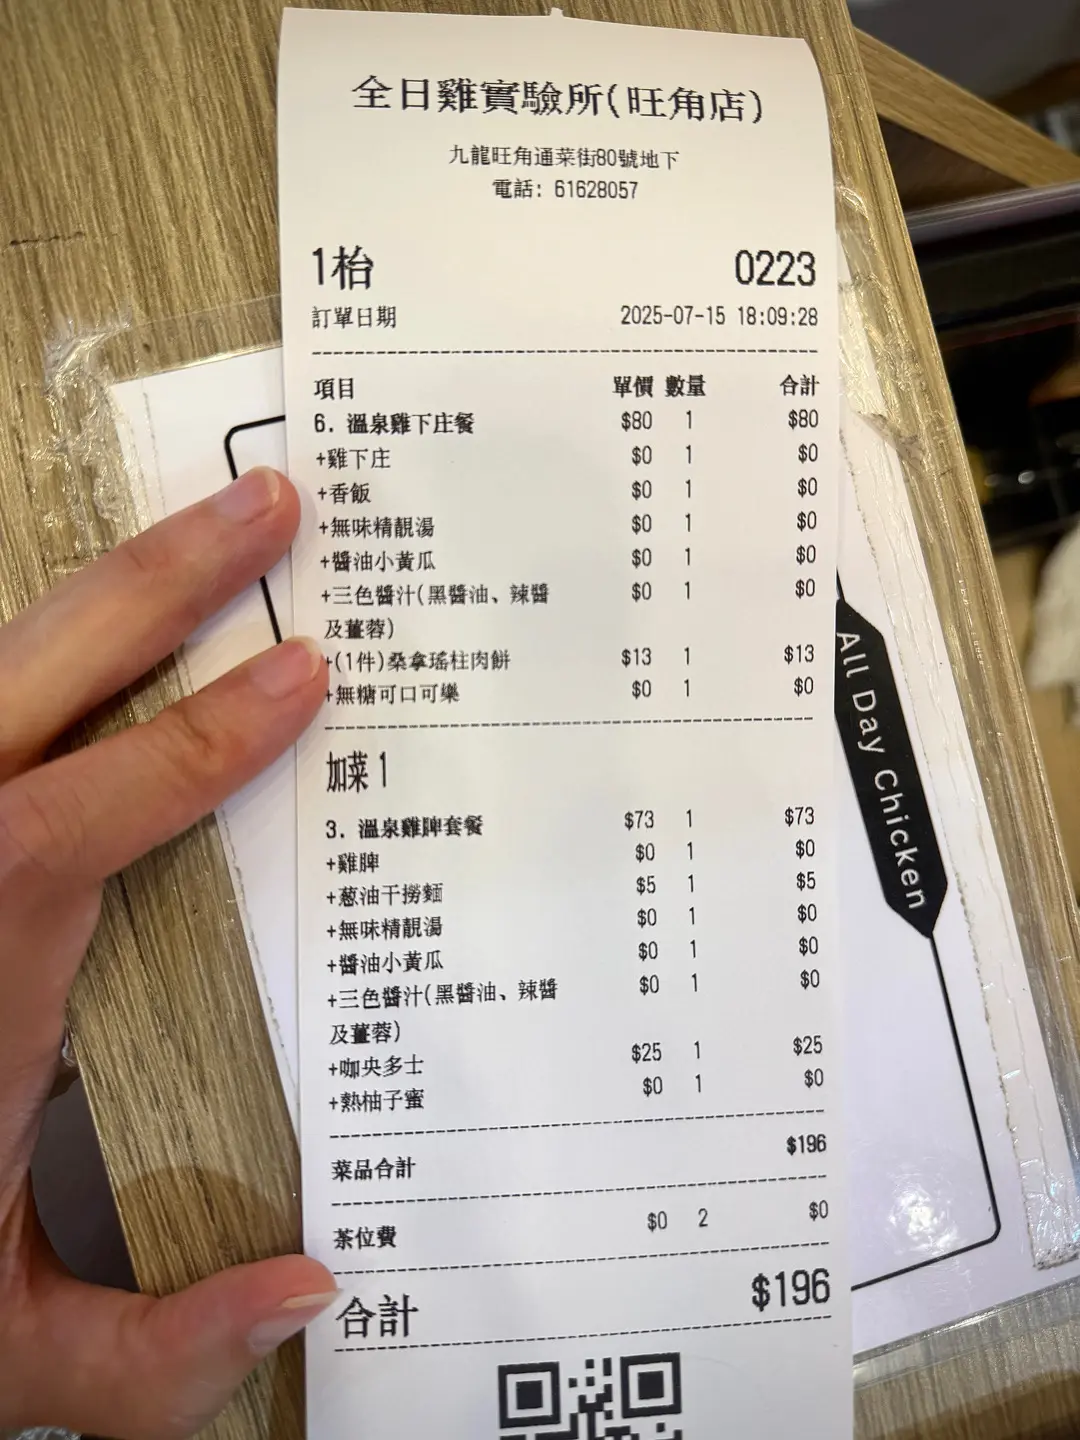 全日雞實驗所(旺角店)
九龍旺角通菜街80號地下
電話: 61628057
1枱 0223
訂單日期 2025-07-15 18:09:28
項目 單價 數量 合計
6. 溫泉雞下庄餐 $80 1 $80
+雞下庄 $0 1 $0
+香飯 $0 1 $0
+無味精靚湯 $0 1 $0
+醬油小黃瓜 $0 1 $0
+三色醬汁(黑醬油、辣醬 $0 1 $0
及薑蓉)
+(1件)桑拿瑤柱肉餅 $13 1 $13
+無糖可口可樂 $0 1 $0
加菜 1
3. 溫泉雞髀套餐 $73 1 $73
+雞髀 $0 1 $0
+葱油干撈麵 $5 1 $5
+無味精靚湯 $0 1 $0
+醬油小黃瓜 $0 1 $0
+三色醬汁(黑醬油、辣醬 $0 1 $0
及薑蓉)
+咖央多士 $25 1 $25
+熱柚子蜜 $0 1 $0
菜品合計 $196
茶位費 $0 2 $0
合計 $196
All Day Chicken